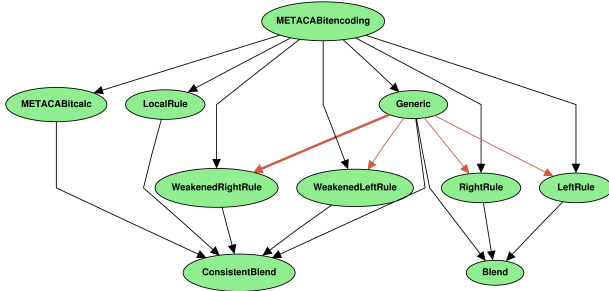 METACABitencoding
METACABitcalc
LocalRule
Generic
WeakenedRightRule
WeakenedLeftRule
RightRule
LeftRule
ConsistentBlend
Blend